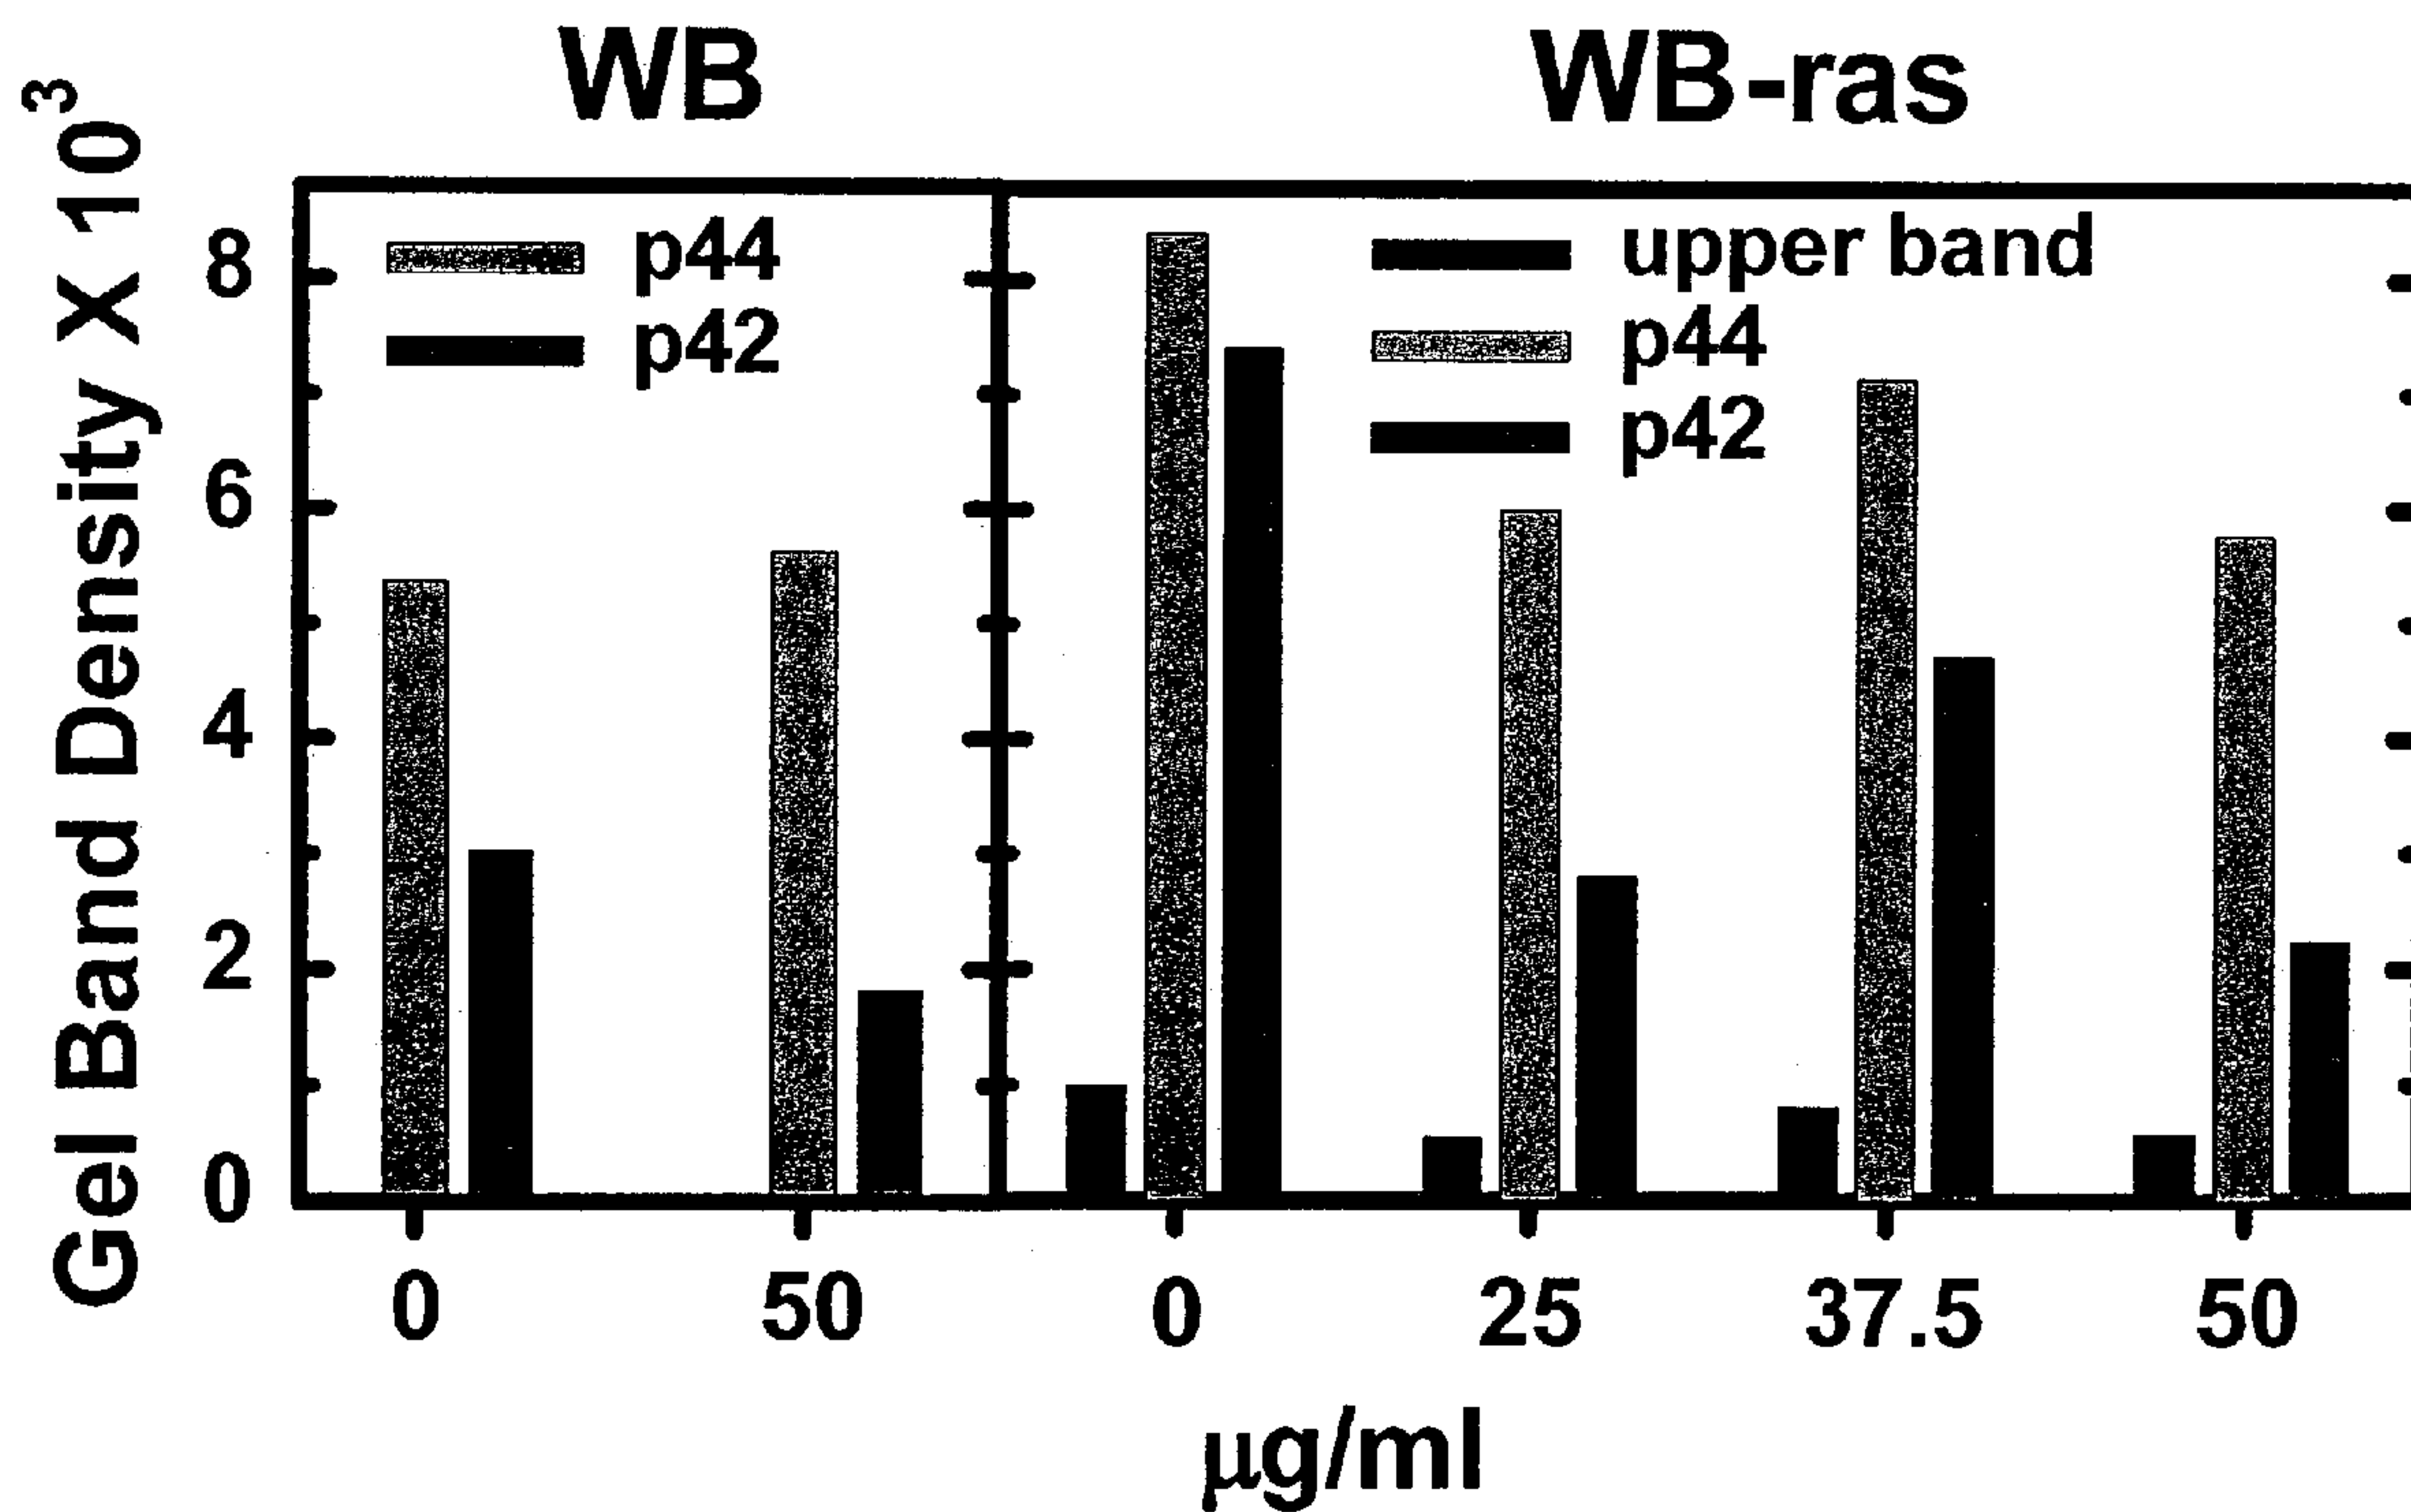 WB
WB-ras
Gel Band Density X 10³
8
6
4
2
0
p44
p42
upper band
p44
p42
0
50
0
25
37.5
50
µg/ml